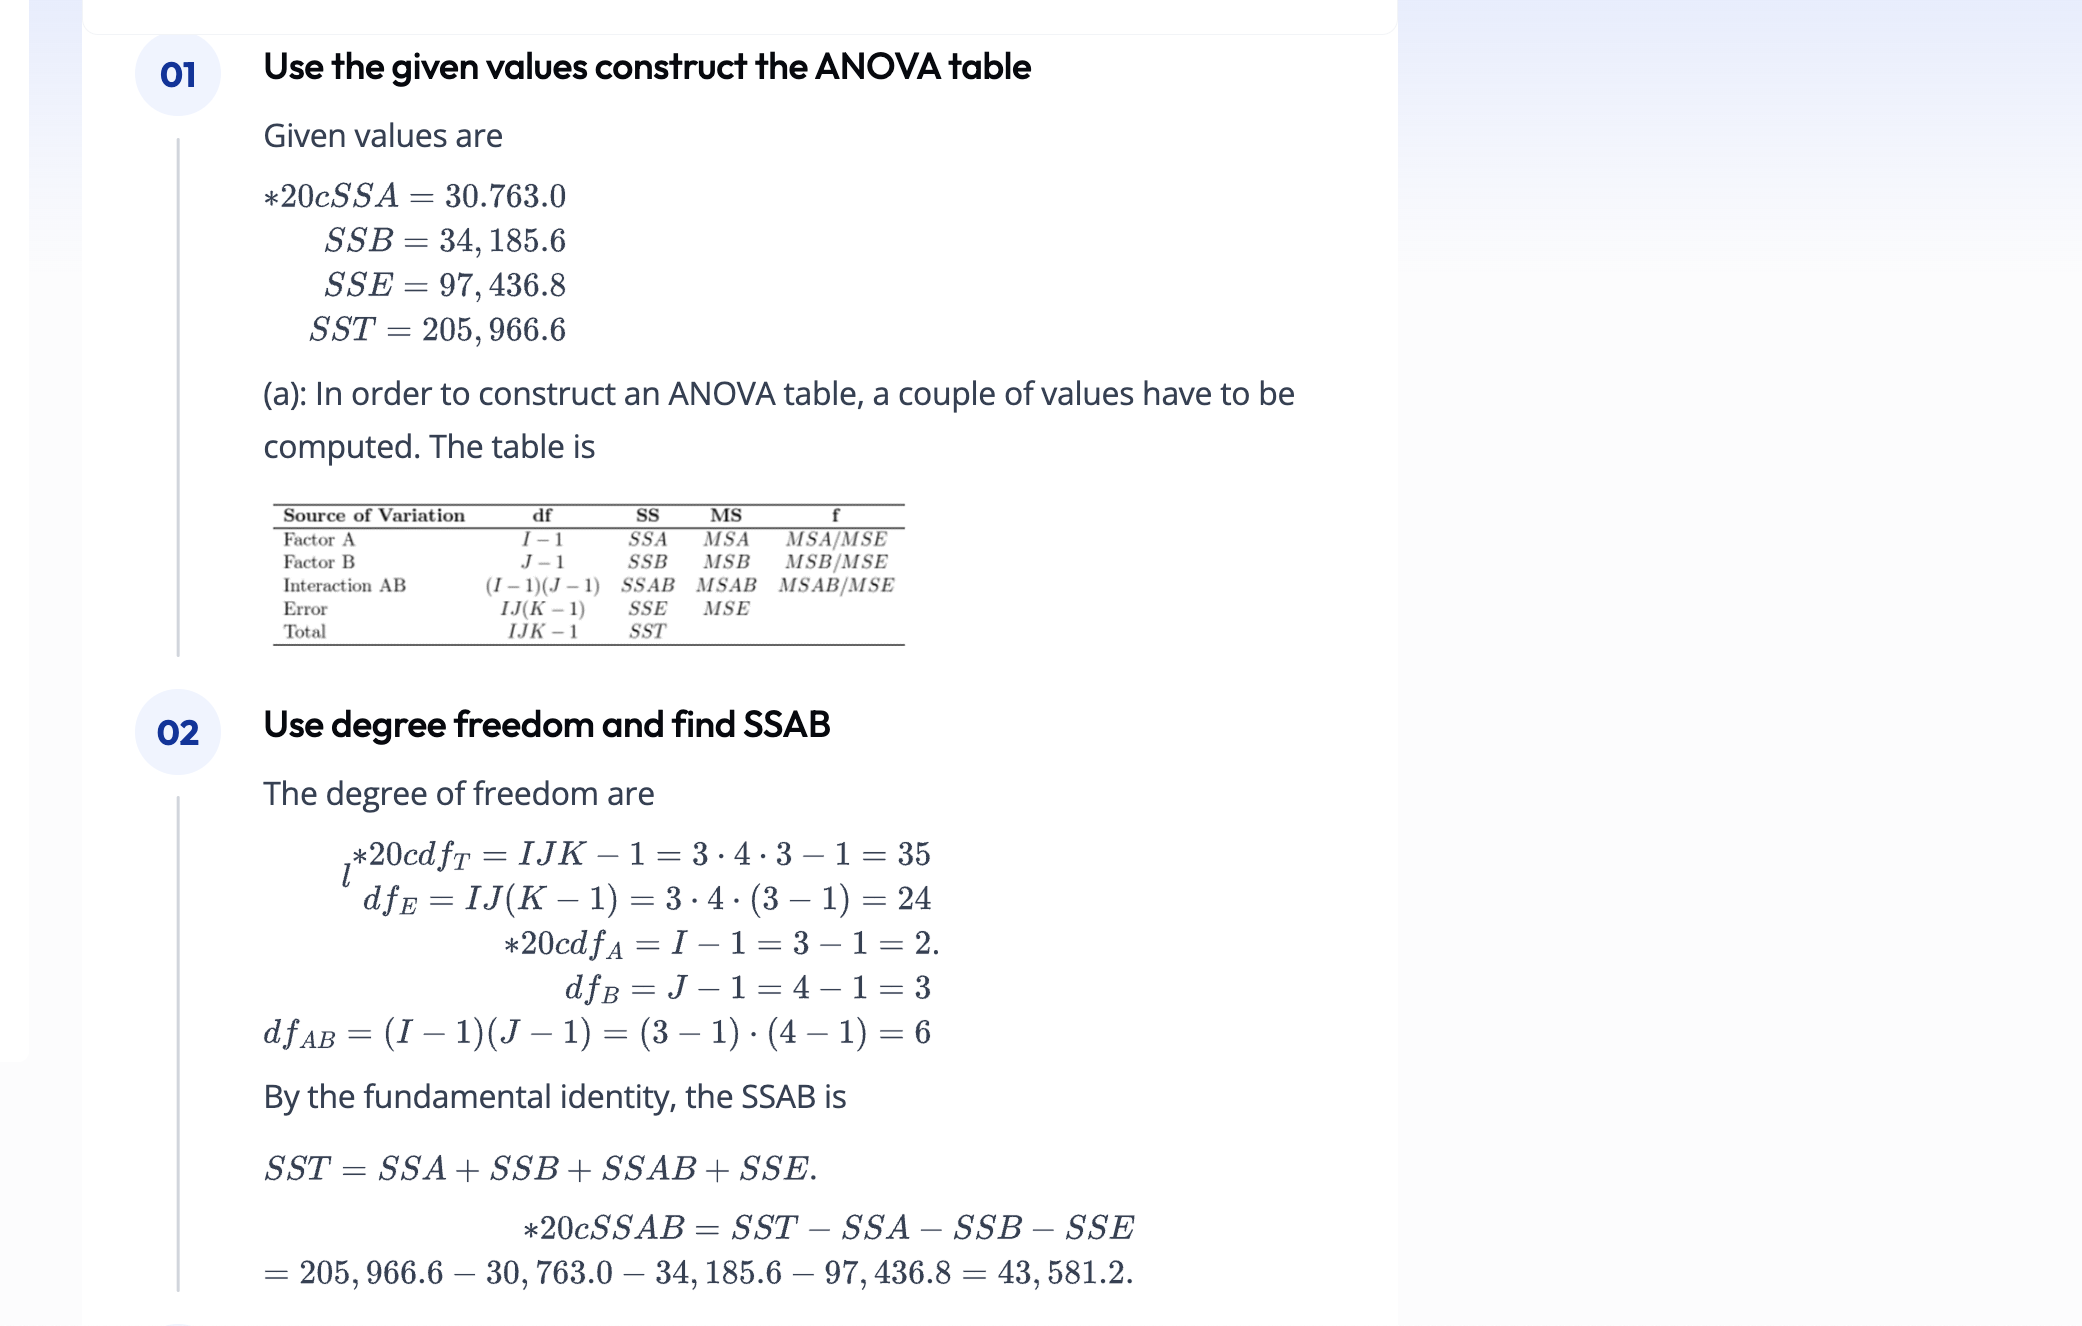 01
Use the given values construct the ANOVA table
Given values are
*20cSSA = 30.763.0
SSB = 34,185.6
SSE = 97,436.8
SST = 205,966.6
(a): In order to construct an ANOVA table, a couple of values have to be
computed. The table is
Source of Variation df SS MS f
Factor A I − 1 SSA MSA MSA/MSE
Factor B J − 1 SSB MSB MSB/MSE
Interaction AB (I − 1)(J − 1) SSAB MSAB MSAB/MSE
Error IJ(K − 1) SSE MSE
Total IJK − 1 SST
02
Use degree freedom and find SSAB
The degree of freedom are
l
*20cdf_T = IJK − 1 = 3 · 4 · 3 − 1 = 35
df_E = IJ(K − 1) = 3 · 4 · (3 − 1) = 24
*20cdf_A = I − 1 = 3 − 1 = 2.
df_B = J − 1 = 4 − 1 = 3
df_AB = (I − 1)(J − 1) = (3 − 1) · (4 − 1) = 6
By the fundamental identity, the SSAB is
SST = SSA + SSB + SSAB + SSE.
*20cSSAB = SST − SSA − SSB − SSE
= 205,966.6 − 30,763.0 − 34,185.6 − 97,436.8 = 43,581.2.